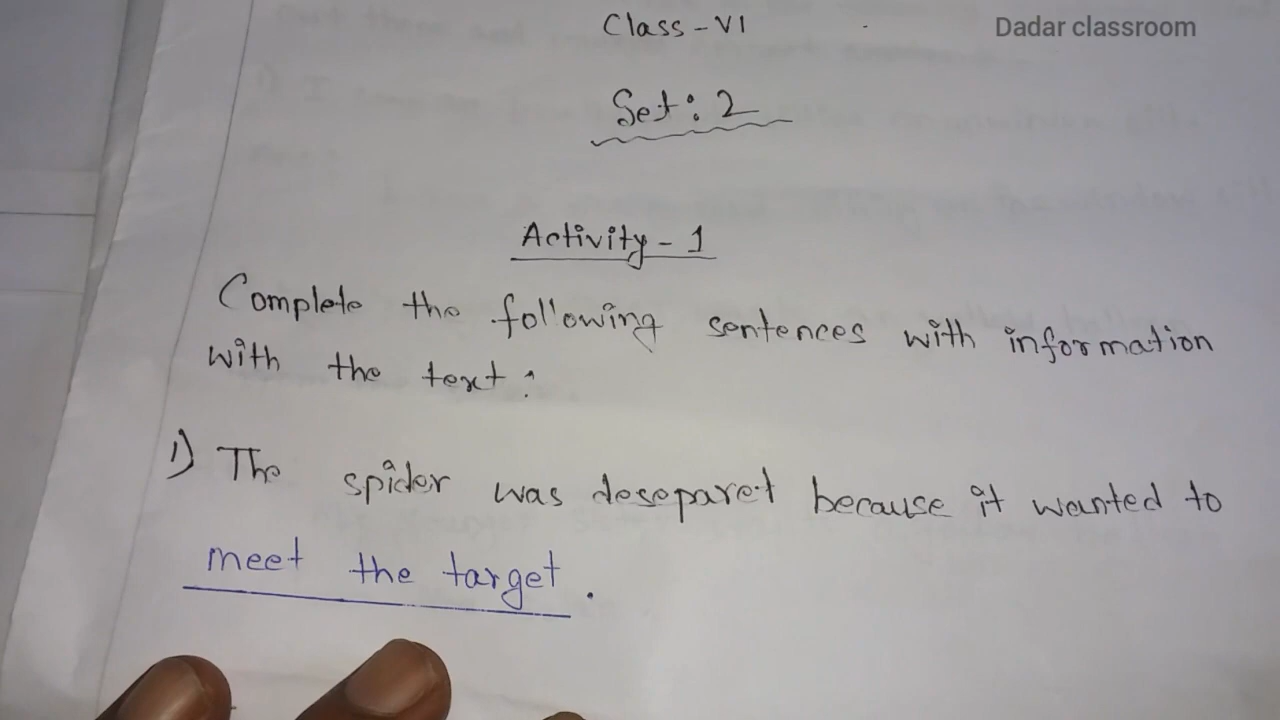 Class - VI
Dadar classroom
Set: 2
Activity - 1
Complete the following sentences with information
with the text:
1) The spider was desoparet because it wanted to
meet the target.